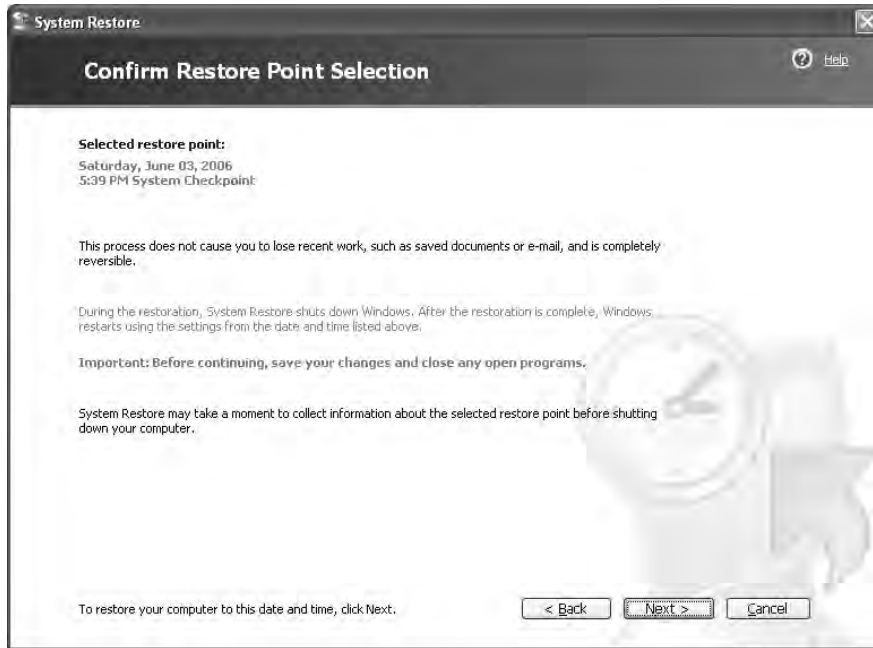 System Restore
Confirm Restore Point Selection
Help
Selected restore point:
Saturday, June 03, 2006
5:39 PM System Checkpoint
This process does not cause you to lose recent work, such as saved documents or e-mail, and is completely
reversible.
During the restoration, System Restore shuts down Windows. After the restoration is complete, Windows
restarts using the settings from the date and time listed above.
Important: Before continuing, save your changes and close any open programs.
System Restore may take a moment to collect information about the selected restore point before shutting
down your computer.
To restore your computer to this date and time, click Next.
< Back
Next >
Cancel